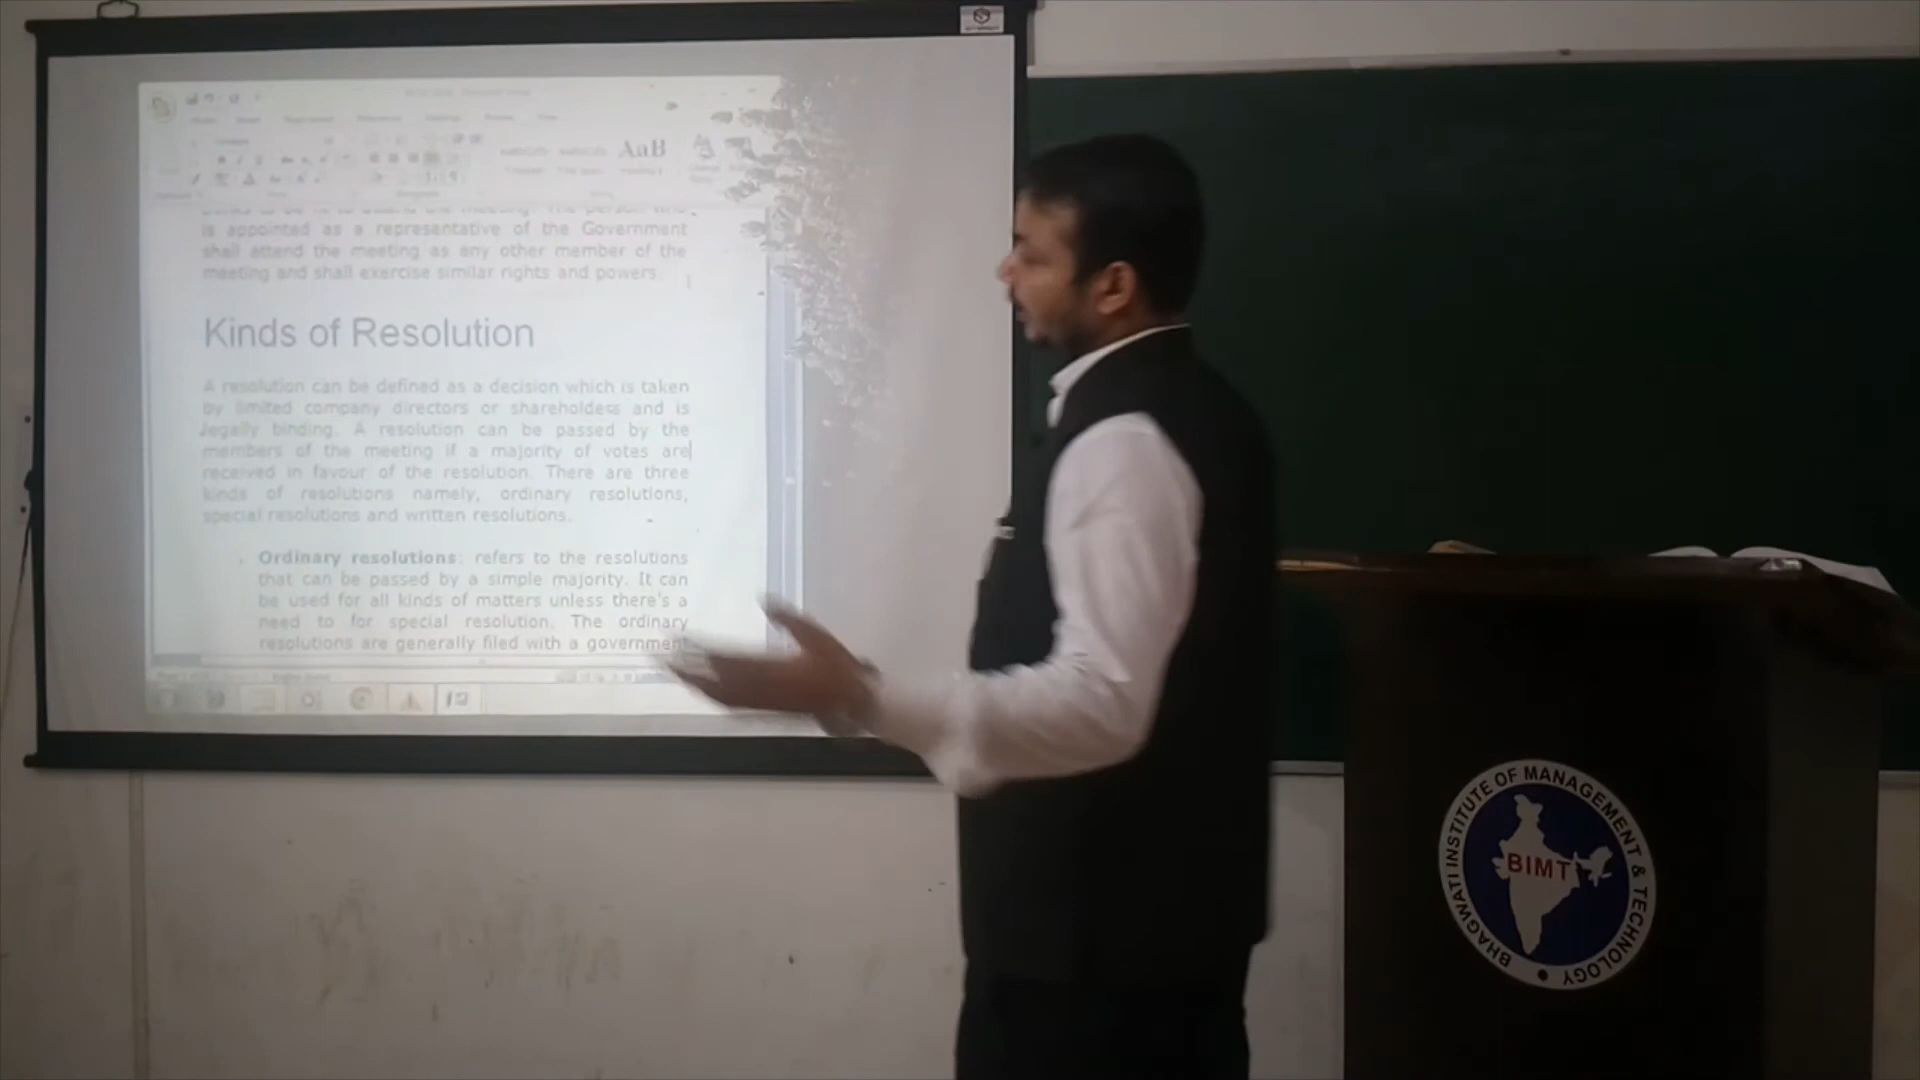 AaB
is appointed as a representative of the Government
shall attend the meeting as any other member of the
meeting and shall exercise similar rights and powers.
Kinds of Resolution
A resolution can be defined as a decision which is taken
by limited company directors or shareholders and is
legally binding. A resolution can be passed by the
members of the meeting if a majority of votes are
received in favour of the resolution. There are three
kinds of resolutions namely, ordinary resolutions,
special resolutions and written resolutions.
Ordinary resolutions: refers to the resolutions
that can be passed by a simple majority. It can
be used for all kinds of matters unless there's a
need to for special resolution. The ordinary
resolutions are generally filed with a government
BHAGWATI INSTITUTE OF MANAGEMENT & TECHNOLOGY
BIMT